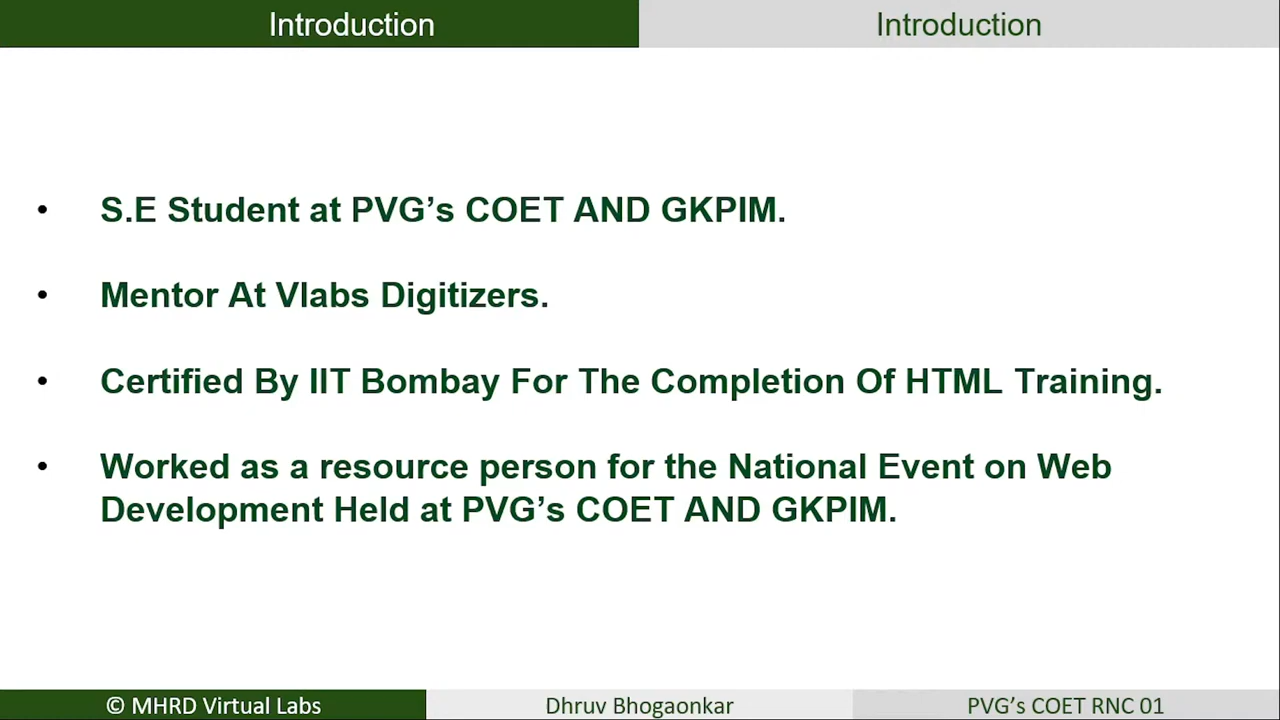 Introduction
Introduction
• S.E Student at PVG’s COET AND GKPIM.
• Mentor At Vlabs Digitizers.
• Certified By IIT Bombay For The Completion Of HTML Training.
• Worked as a resource person for the National Event on Web
Development Held at PVG’s COET AND GKPIM.
© MHRD Virtual Labs
Dhruv Bhogaonkar
PVG’s COET RNC 01